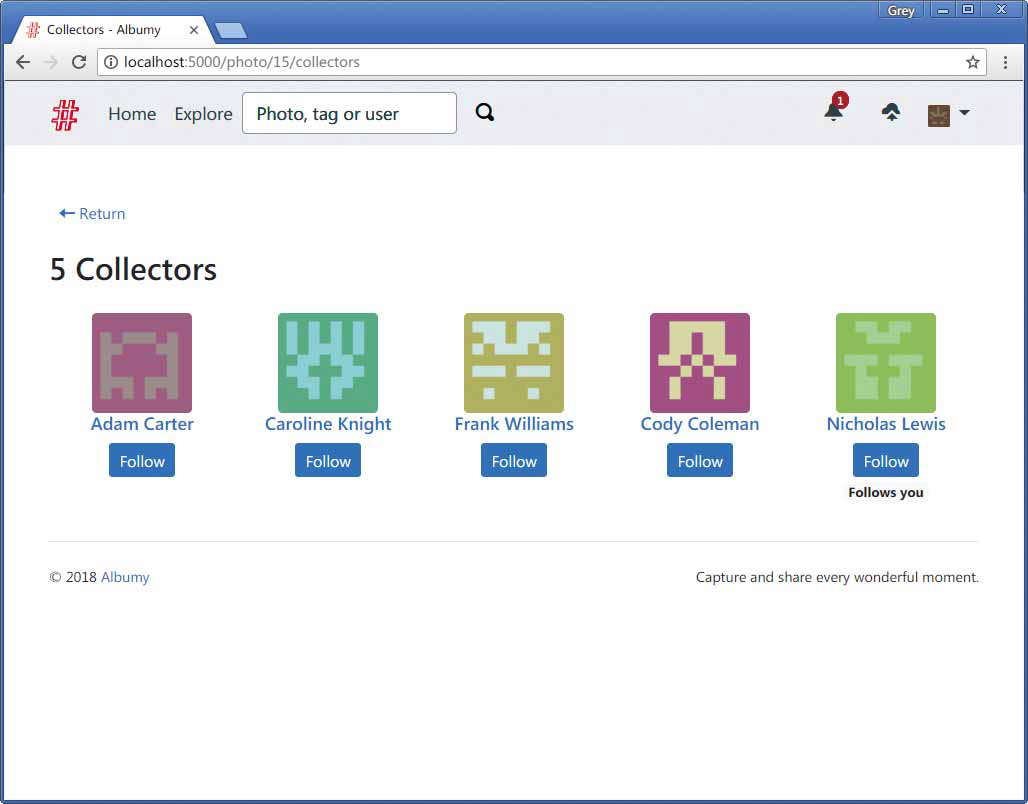 Grey
Collectors - Albumy
localhost:5000/photo/15/collectors
Home Explore Photo, tag or user 1
Return
5 Collectors
Adam Carter Caroline Knight Frank Williams Cody Coleman Nicholas Lewis
Follow Follow Follow Follow Follow
Follows you
© 2018 Albumy Capture and share every wonderful moment.